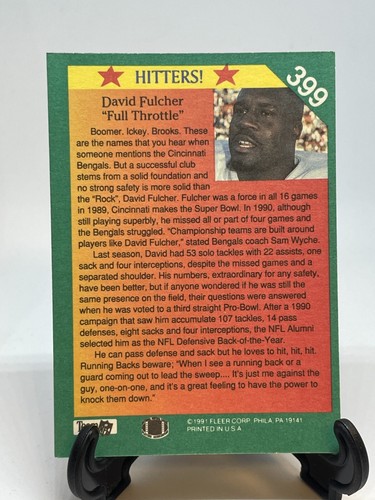 HITTERS!
399
David Fulcher
"Full Throttle"
Boomer. Ickey. Brooks. These
are the names that you hear when
someone mentions the Cincinnati
Bengals. But a successful club
stems from a solid foundation and
no strong safety is more solid than
the "Rock", David Fulcher. Fulcher was a force in all 16 games
in 1989, Cincinnati makes the Super Bowl. In 1990, although
still playing superbly, he missed all or part of four games and
the Bengals struggled. "Championship teams are built around
players like David Fulcher," stated Bengals coach Sam Wyche.
Last season, David had 53 solo tackles with 22 assists, one
sack and four interceptions, despite the missed games and a
separated shoulder. His numbers, extraordinary for any safety,
have been better, but if anyone wondered if he was still the
same presence on the field, their questions were answered
when he was voted to a third straight Pro-Bowl. After a 1990
campaign that saw him accumulate 107 tackles, 14 pass
defenses, eight sacks and four interceptions, the NFL Alumni
selected him as the NFL Defensive Back-of-the-Year.
He can pass defense and sack but he loves to hit, hit, hit.
Running Backs beware; "When I see a running back or a
guard coming out to lead the sweep... It's just me against the
guy, one-on-one, and it's a great feeling to have the power to
knock them down."
Team NFL
©1991 FLEER CORP. PHILA. PA 19141
PRINTED IN U.S.A.